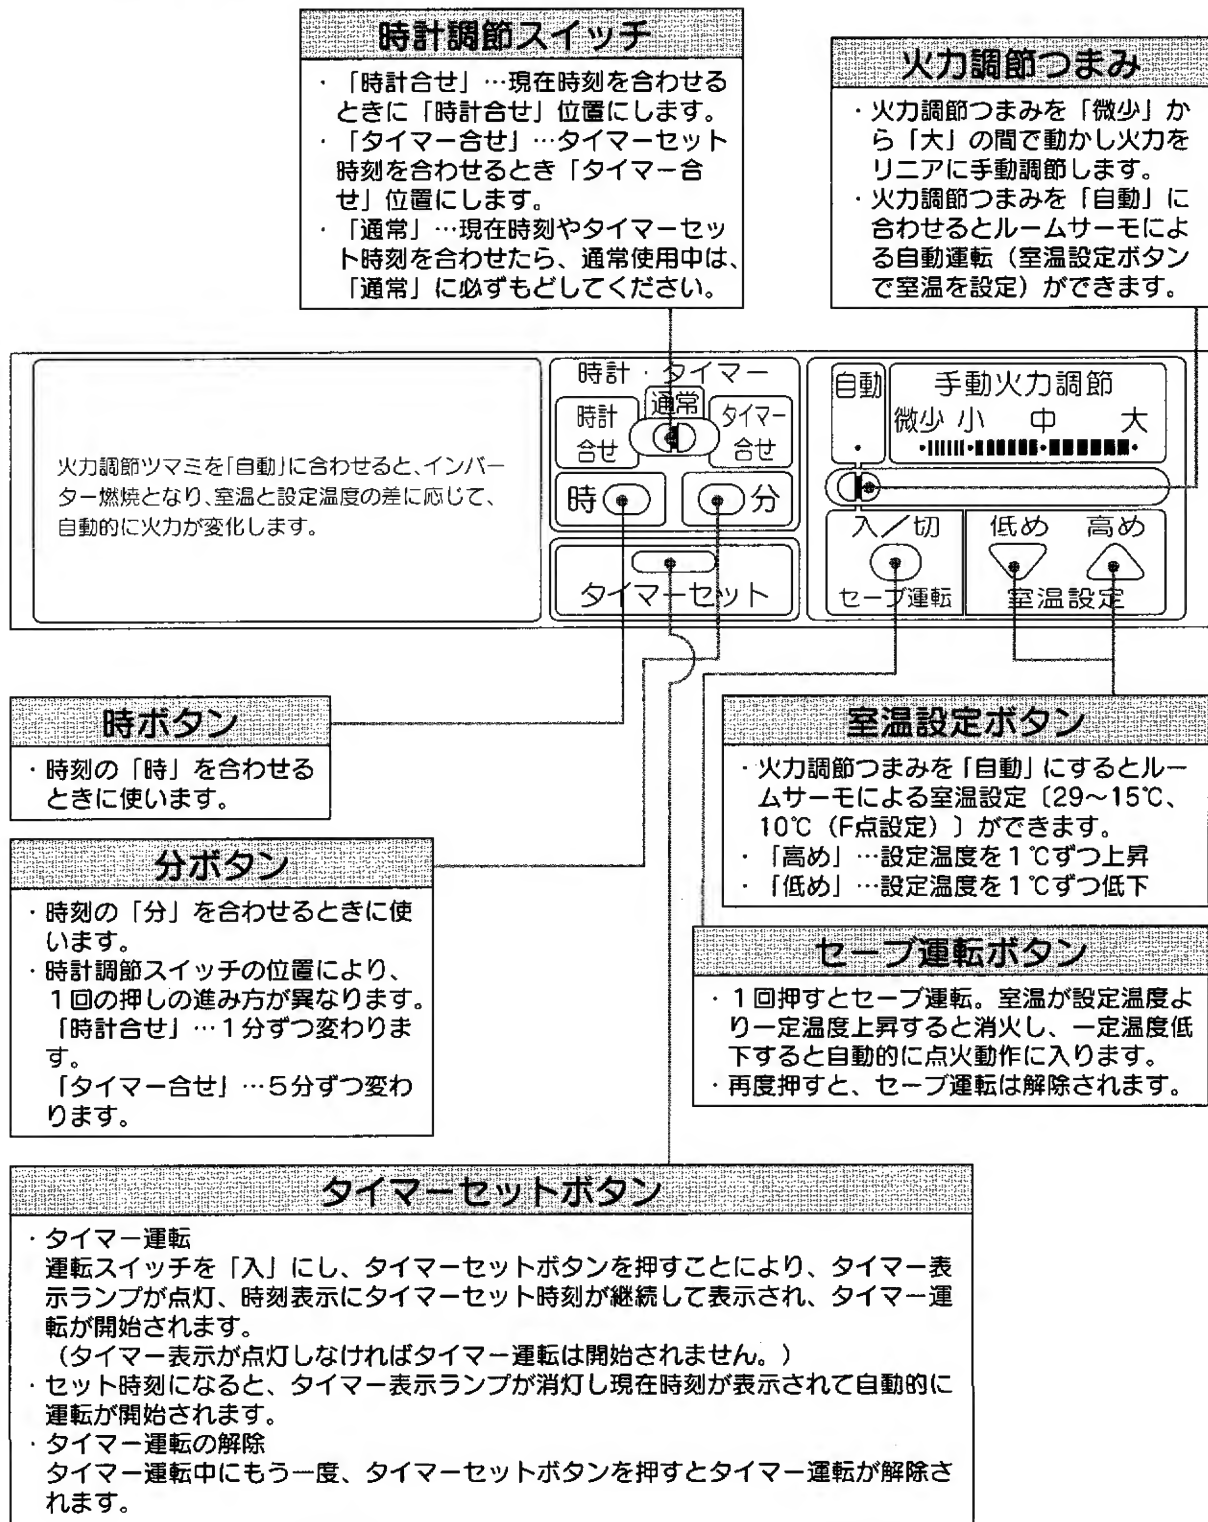 時計調節スイッチ
・「時計合せ」…現在時刻を合わせる
ときに「時計合せ」位置にします。
・「タイマー合せ」…タイマーセット
時刻を合わせるとき「タイマー合
せ」位置にします。
・「通常」…現在時刻やタイマーセッ
ト時刻を合わせたら、通常使用中は、
「通常」に必ずもどしてください。
火力調節つまみ
・火力調節つまみを「微少」か
ら「大」の間で動かし火力を
リニアに手動調節します。
・火力調節つまみを「自動」に
合わせるとルームサーモによ
る自動運転（室温設定ボタン
で室温を設定）ができます。
火力調節ツマミを「自動」に合わせると、インバー
ター燃焼となり、室温と設定温度の差に応じて、
自動的に火力が変化します。
時計・タイマー
時計
合せ
通常
タイマー
合せ
時
分
タイマーセット
自動
手動火力調節
微少 小 中 大
入／切
セーブ運転
低め 高め
室温設定
時ボタン
・時刻の「時」を合わせる
ときに使います。
分ボタン
・時刻の「分」を合わせるときに使
います。
・時計調節スイッチの位置により、
1回の押しの進み方が異なります。
「時計合せ」…1分ずつ変わりま
す。
「タイマー合せ」…5分ずつ変わ
ります。
室温設定ボタン
・火力調節つまみを「自動」にするとルー
ムサーモによる室温設定〔29～15℃、
10℃（F点設定）〕ができます。
・「高め」…設定温度を1℃ずつ上昇
・「低め」…設定温度を1℃ずつ低下
セーブ運転ボタン
・1回押すとセーブ運転。室温が設定温度よ
り一定温度上昇すると消火し、一定温度低
下すると自動的に点火動作に入ります。
・再度押すと、セーブ運転は解除されます。
タイマーセットボタン
・タイマー運転
運転スイッチを「入」にし、タイマーセットボタンを押すことにより、タイマー表
示ランプが点灯、時刻表示にタイマーセット時刻が継続して表示され、タイマー運
転が開始されます。
（タイマー表示が点灯しなければタイマー運転は開始されません。）
・セット時刻になると、タイマー表示ランプが消灯し現在時刻が表示されて自動的に
運転が開始されます。
・タイマー運転の解除
タイマー運転中にもう一度、タイマーセットボタンを押すとタイマー運転が解除さ
れます。